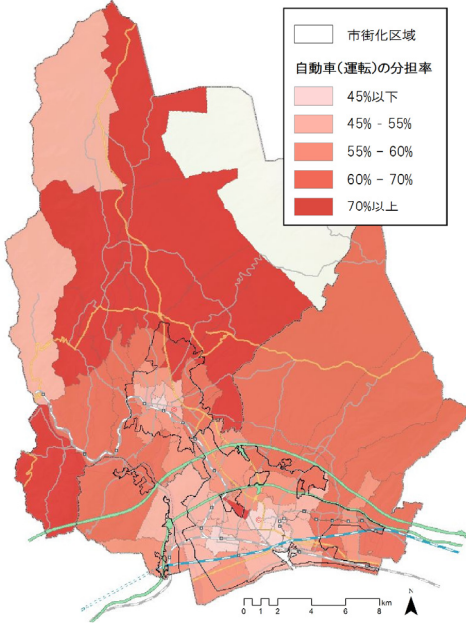 市街化区域
自動車(運転)の分担率
45%以下
45% - 55%
55% - 60%
60% - 70%
70%以上
0 1 2 4 6 8 km
N